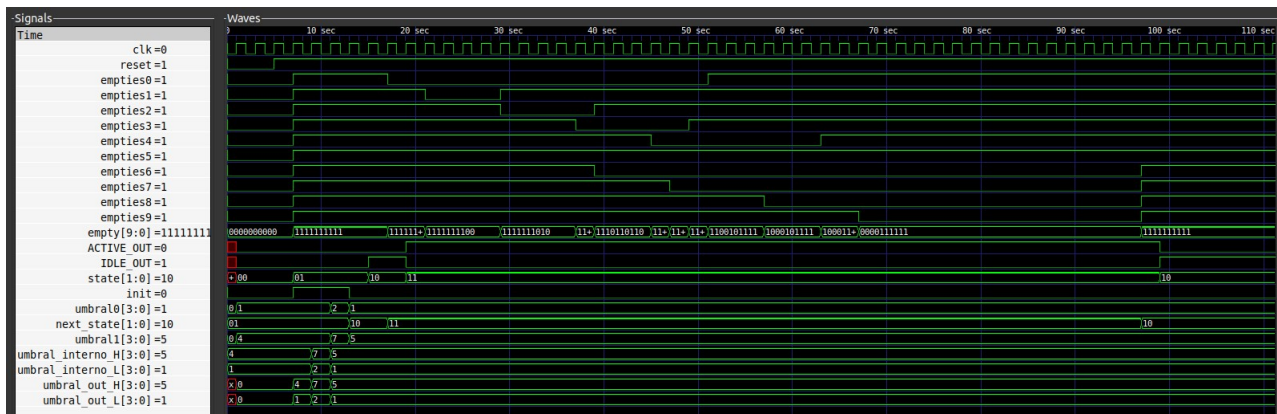 Signals
Waves
Time
0 10 sec 20 sec 30 sec 40 sec 50 sec 60 sec 70 sec 80 sec 90 sec 100 sec 110 sec
clk =0
reset =1
empties0 =1
empties1 =1
empties2 =1
empties3 =1
empties4 =1
empties5 =1
empties6 =1
empties7 =1
empties8 =1
empties9 =1
empty[9:0] =11111111 0000000000 1111111111 111111+ 1111111100 1111111010 11+ 1110110110 11+ 11+ 11+ 1100101111 1000101111 100011+ 0000111111 1111111111
ACTIVE_OUT =0
IDLE_OUT =1
state[1:0] =10 + 00 01 10 11 10
init =0
umbral0[3:0] =1 0 1 2 1
next_state[1:0] =10 01 10 11 10
umbral1[3:0] =5 0 4 7 5
umbral_interno_H[3:0] =5 4 7 5
umbral_interno_L[3:0] =1 1 2 1
umbral_out_H[3:0] =5 x 0 4 7 5
umbral_out_L[3:0] =1 x 0 1 2 1